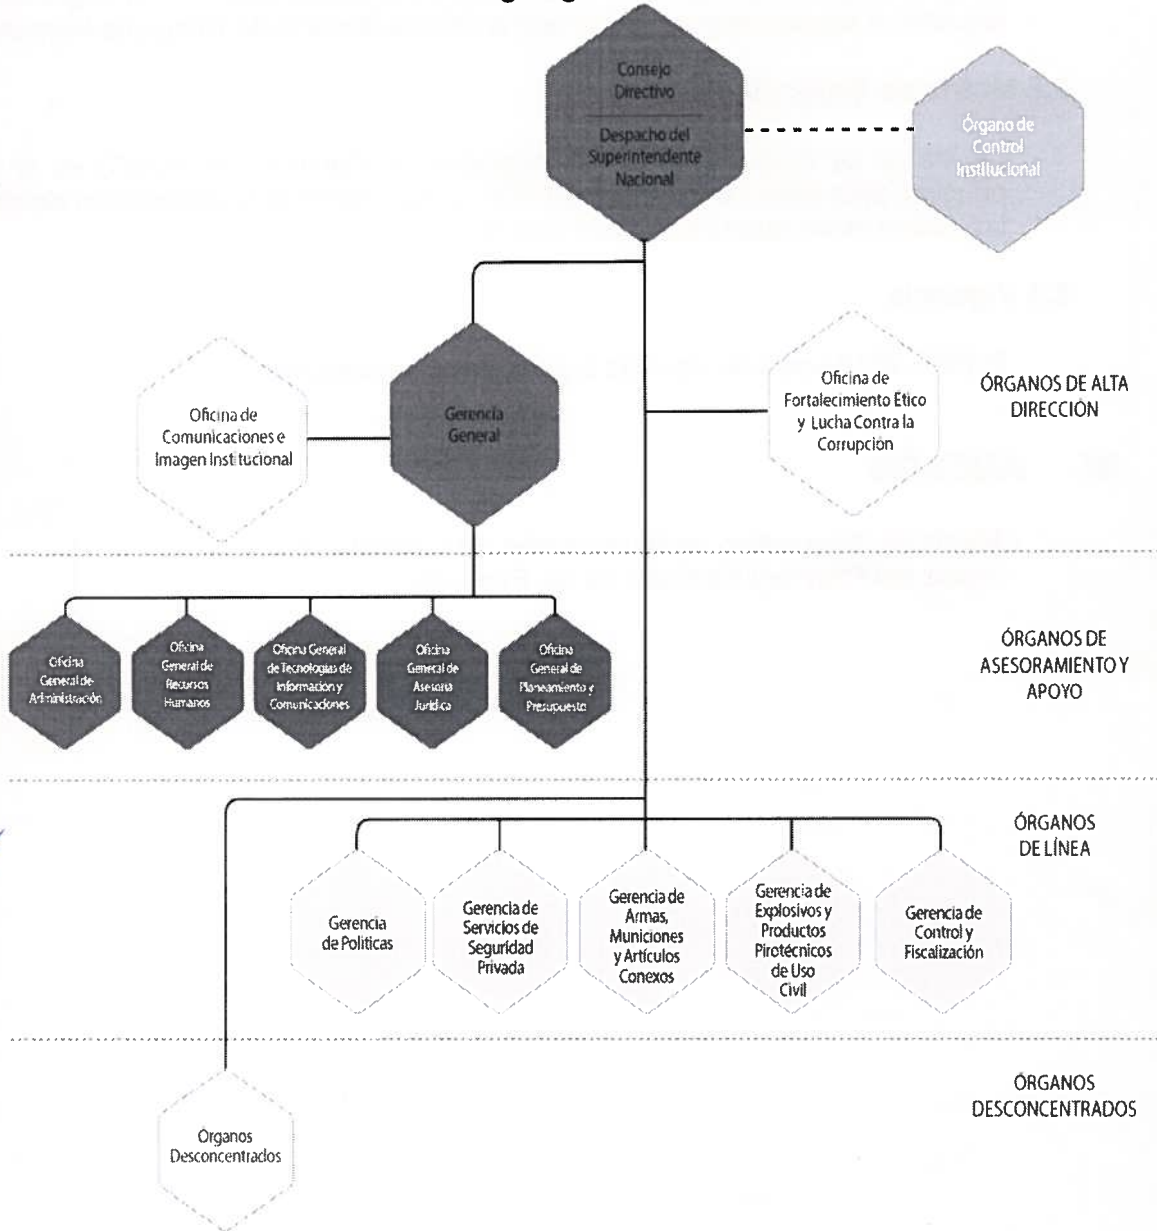 Consejo
Directivo
Despacho del
Superintendente
Nacional
Órgano de
Control
Institucional
Oficina de
Comunicaciones e
Imagen Institucional
Gerencia
General
Oficina de
Fortalecimiento Ético
y Lucha Contra la
Corrupción
ÓRGANOS DE ALTA
DIRECCIÓN
Oficina
General de
Administración
Oficina
General de
Recursos
Humanos
Oficina General
de Tecnologías de
Información y
Comunicaciones
Oficina
General de
Asesoría
Jurídica
Oficina
General de
Planeamiento y
Presupuesto
ÓRGANOS DE
ASESORAMIENTO Y
APOYO
ÓRGANOS
DE LÍNEA
Gerencia
de Políticas
Gerencia de
Servicios de
Seguridad
Privada
Gerencia de
Armas,
Municiones
y Artículos
Conexos
Gerencia de
Explosivos y
Productos
Pirotécnicos
de Uso
Civil
Gerencia de
Control y
Fiscalización
Órganos
Desconcentrados
ÓRGANOS
DESCONCENTRADOS